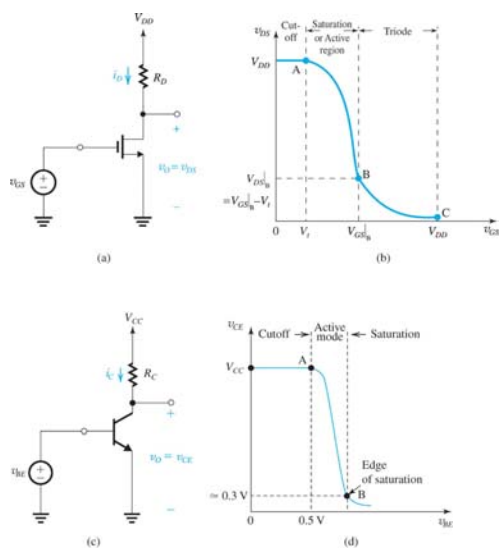 V_DD
i_D
R_D
+
v_O = v_DS
v_GS
+
−
−
(a)
v_DS
Cut-
off
Saturation
or Active
region
Triode
V_DD
A
V_DS|_B
= V_GS|_B − V_t
B
C
0
V_t
V_GS|_B
V_DD
v_GS
(b)
V_CC
i_C
R_C
+
v_O = v_CE
v_BE
+
−
−
(c)
v_CE
Cutoff
Active
mode
Saturation
V_CC
A
Edge
of saturation
B
≃ 0.3 V
0
0.5 V
v_BE
(d)